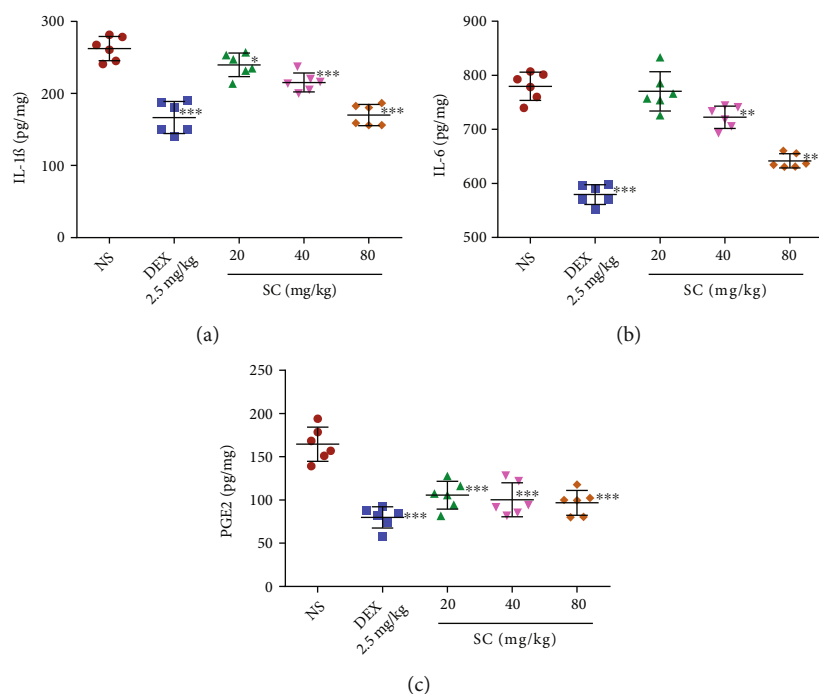 300
200
100
0
IL-1ß (pg/mg)
*
***
***
***
NS
DEX
2.5 mg/kg
20
40
80
SC (mg/kg)
(a)
900
800
700
600
500
IL-6 (pg/mg)
***
**
**
NS
DEX
2.5 mg/kg
20
40
80
SC (mg/kg)
(b)
200
150
100
50
0
PGE2 (pg/mg)
***
***
***
***
NS
DEX
2.5 mg/kg
20
40
80
SC (mg/kg)
(c)